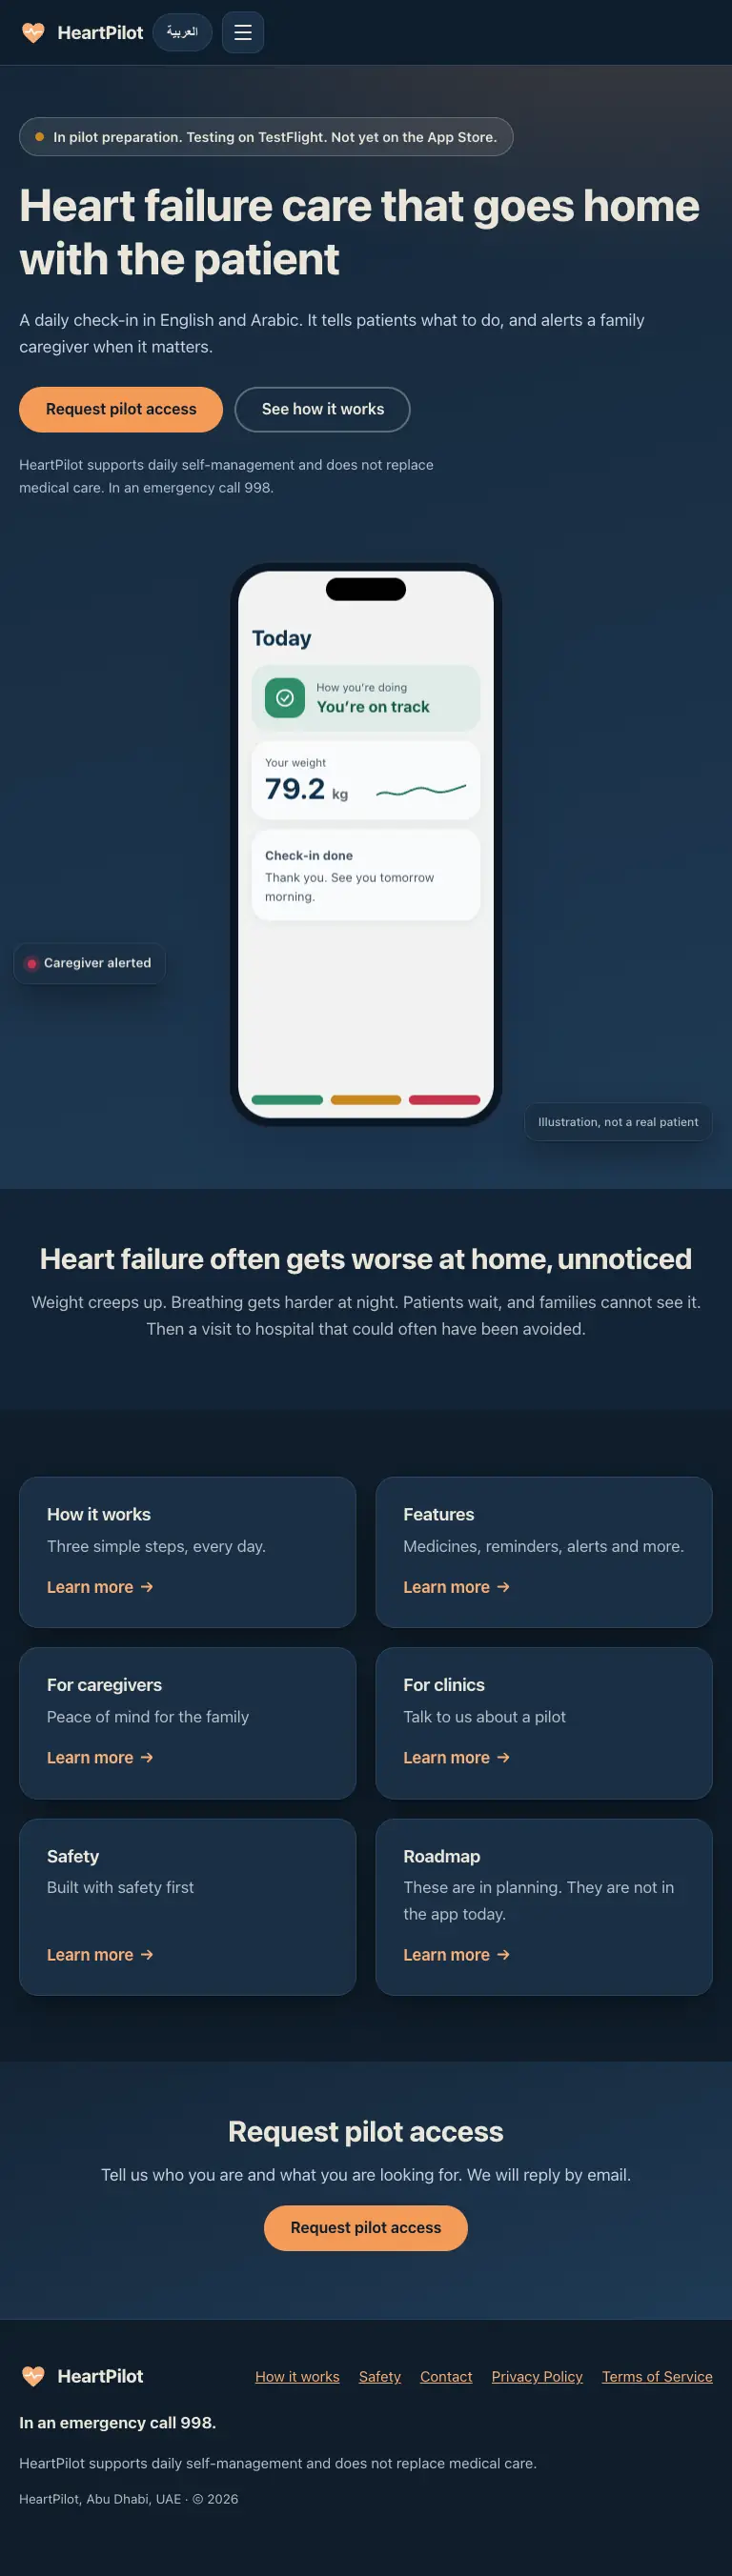 HeartPilot
العربية
In pilot preparation. Testing on TestFlight. Not yet on the App Store.
Heart failure care that goes home
with the patient
A daily check-in in English and Arabic. It tells patients what to do, and alerts a family
caregiver when it matters.
Request pilot access
See how it works
HeartPilot supports daily self-management and does not replace
medical care. In an emergency call 998.
Today
How you're doing
You're on track
Your weight
79.2 kg
Check-in done
Thank you. See you tomorrow
morning.
Caregiver alerted
Illustration, not a real patient
Heart failure often gets worse at home, unnoticed
Weight creeps up. Breathing gets harder at night. Patients wait, and families cannot see it.
Then a visit to hospital that could often have been avoided.
How it works
Three simple steps, every day.
Learn more →
Features
Medicines, reminders, alerts and more.
Learn more →
For caregivers
Peace of mind for the family
Learn more →
For clinics
Talk to us about a pilot
Learn more →
Safety
Built with safety first
Learn more →
Roadmap
These are in planning. They are not in
the app today.
Learn more →
Request pilot access
Tell us who you are and what you are looking for. We will reply by email.
Request pilot access
HeartPilot
How it works
Safety
Contact
Privacy Policy
Terms of Service
In an emergency call 998.
HeartPilot supports daily self-management and does not replace medical care.
HeartPilot, Abu Dhabi, UAE · © 2026